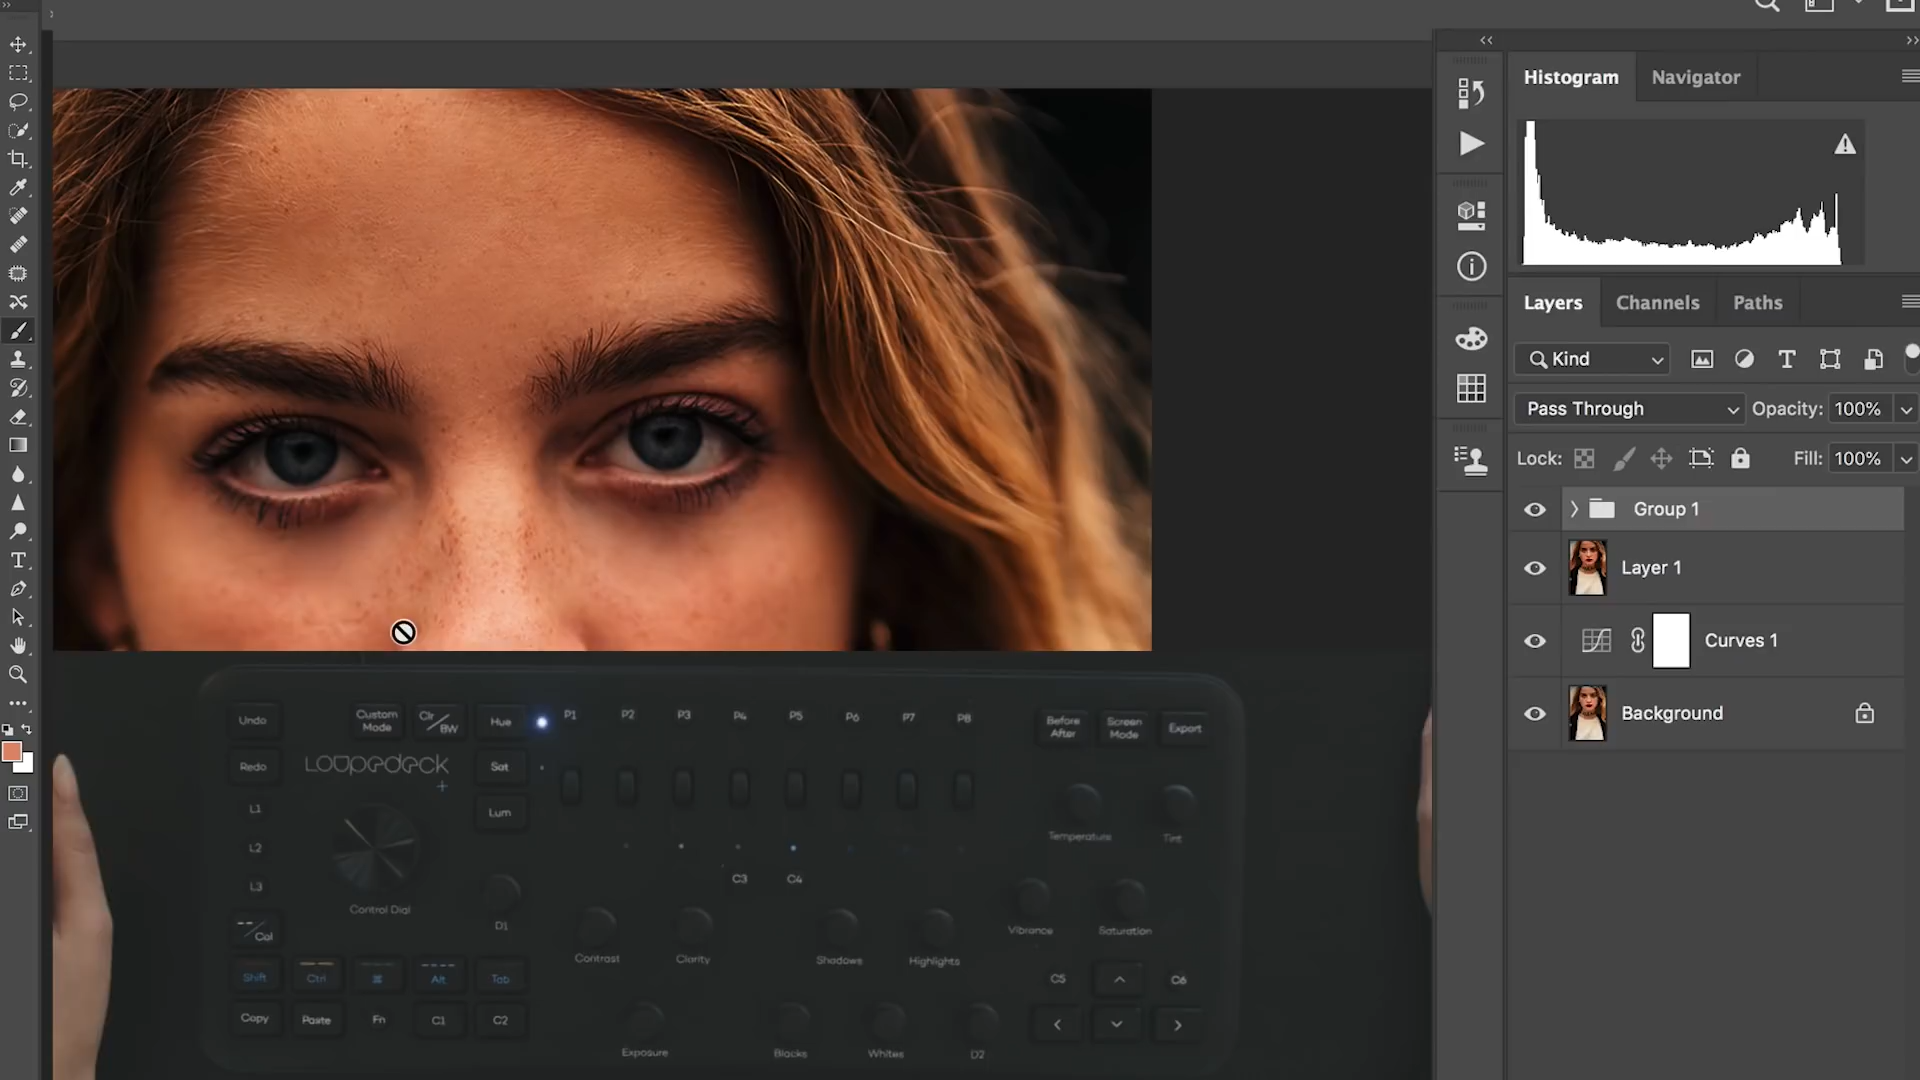 Histogram Navigator
Layers Channels Paths
Kind
Pass Through Opacity: 100%
Lock: Fill: 100%
Group 1
Layer 1
Curves 1
Background
Undo Custom Mode Clr/BW Hue P1 P2 P3 P4 P5 P6 P7 P8 Before After Screen Mode Export
Redo Loupedeck + Sat
L1 Lum
Temperature Tint
L2
L3 C3 C4
Control Dial
--/Col D1 Vibrance Saturation
Contrast Clarity Shadows Highlights
Shift Ctrl ⌘ Alt Tab C5 C6
Copy Paste Fn C1 C2
Exposure Blacks Whites D2